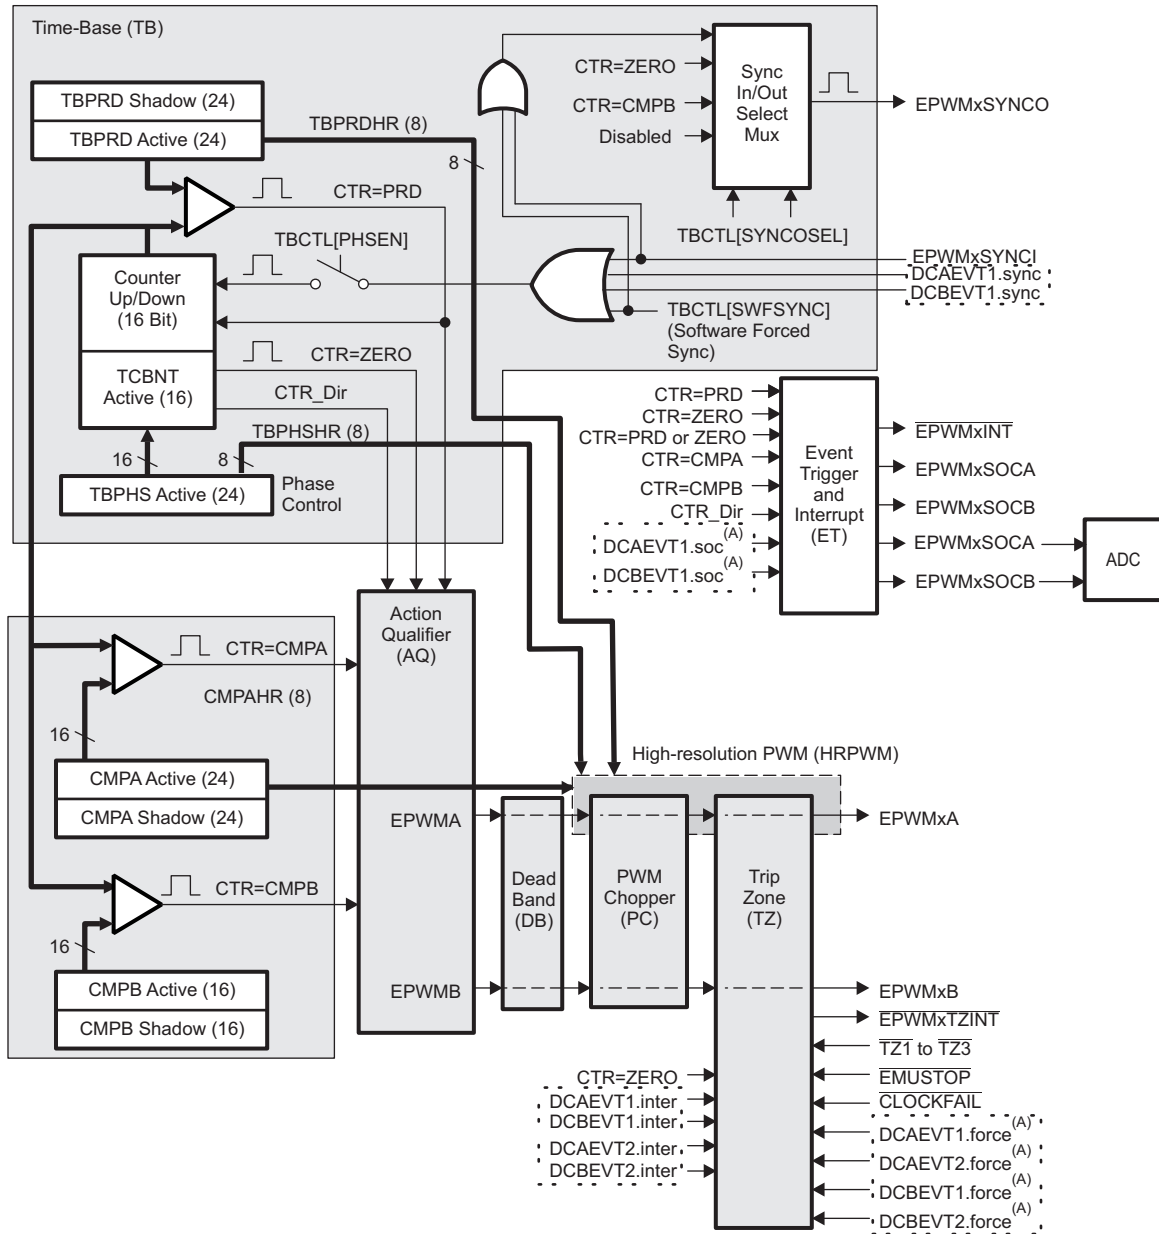 Time-Base (TB)
TBPRD Shadow (24)
TBPRD Active (24)
TBPRDHR (8)
8
CTR=PRD
TBCTL[PHSEN]
Counter
Up/Down
(16 Bit)
TCBNT
Active (16)
CTR=ZERO
CTR_Dir
TBPHSHR (8)
16
8
TBPHS Active (24)
Phase
Control
CTR=ZERO
CTR=CMPB
Disabled
Sync
In/Out
Select
Mux
EPWMxSYNCO
TBCTL[SYNCOSEL]
EPWMxSYNCI
DCAEVT1.sync
DCBEVT1.sync
TBCTL[SWFSYNC]
(Software Forced
Sync)
CTR=PRD
CTR=ZERO
CTR=PRD or ZERO
CTR=CMPA
CTR=CMPB
CTR_Dir
DCAEVT1.soc(A)
DCBEVT1.soc(A)
Event
Trigger
and
Interrupt
(ET)
EPWMxINT
EPWMxSOCA
EPWMxSOCB
EPWMxSOCA
EPWMxSOCB
ADC
Action
Qualifier
(AQ)
CTR=CMPA
CMPAHR (8)
16
CMPA Active (24)
CMPA Shadow (24)
CTR=CMPB
16
CMPB Active (16)
CMPB Shadow (16)
EPWMA
EPWMB
High-resolution PWM (HRPWM)
Dead
Band
(DB)
PWM
Chopper
(PC)
Trip
Zone
(TZ)
EPWMxA
EPWMxB
EPWMxTZINT
TZ1 to TZ3
EMUSTOP
CLOCKFAIL
DCAEVT1.force(A)
DCAEVT2.force(A)
DCBEVT1.force(A)
DCBEVT2.force(A)
CTR=ZERO
DCAEVT1.inter
DCBEVT1.inter
DCAEVT2.inter
DCBEVT2.inter